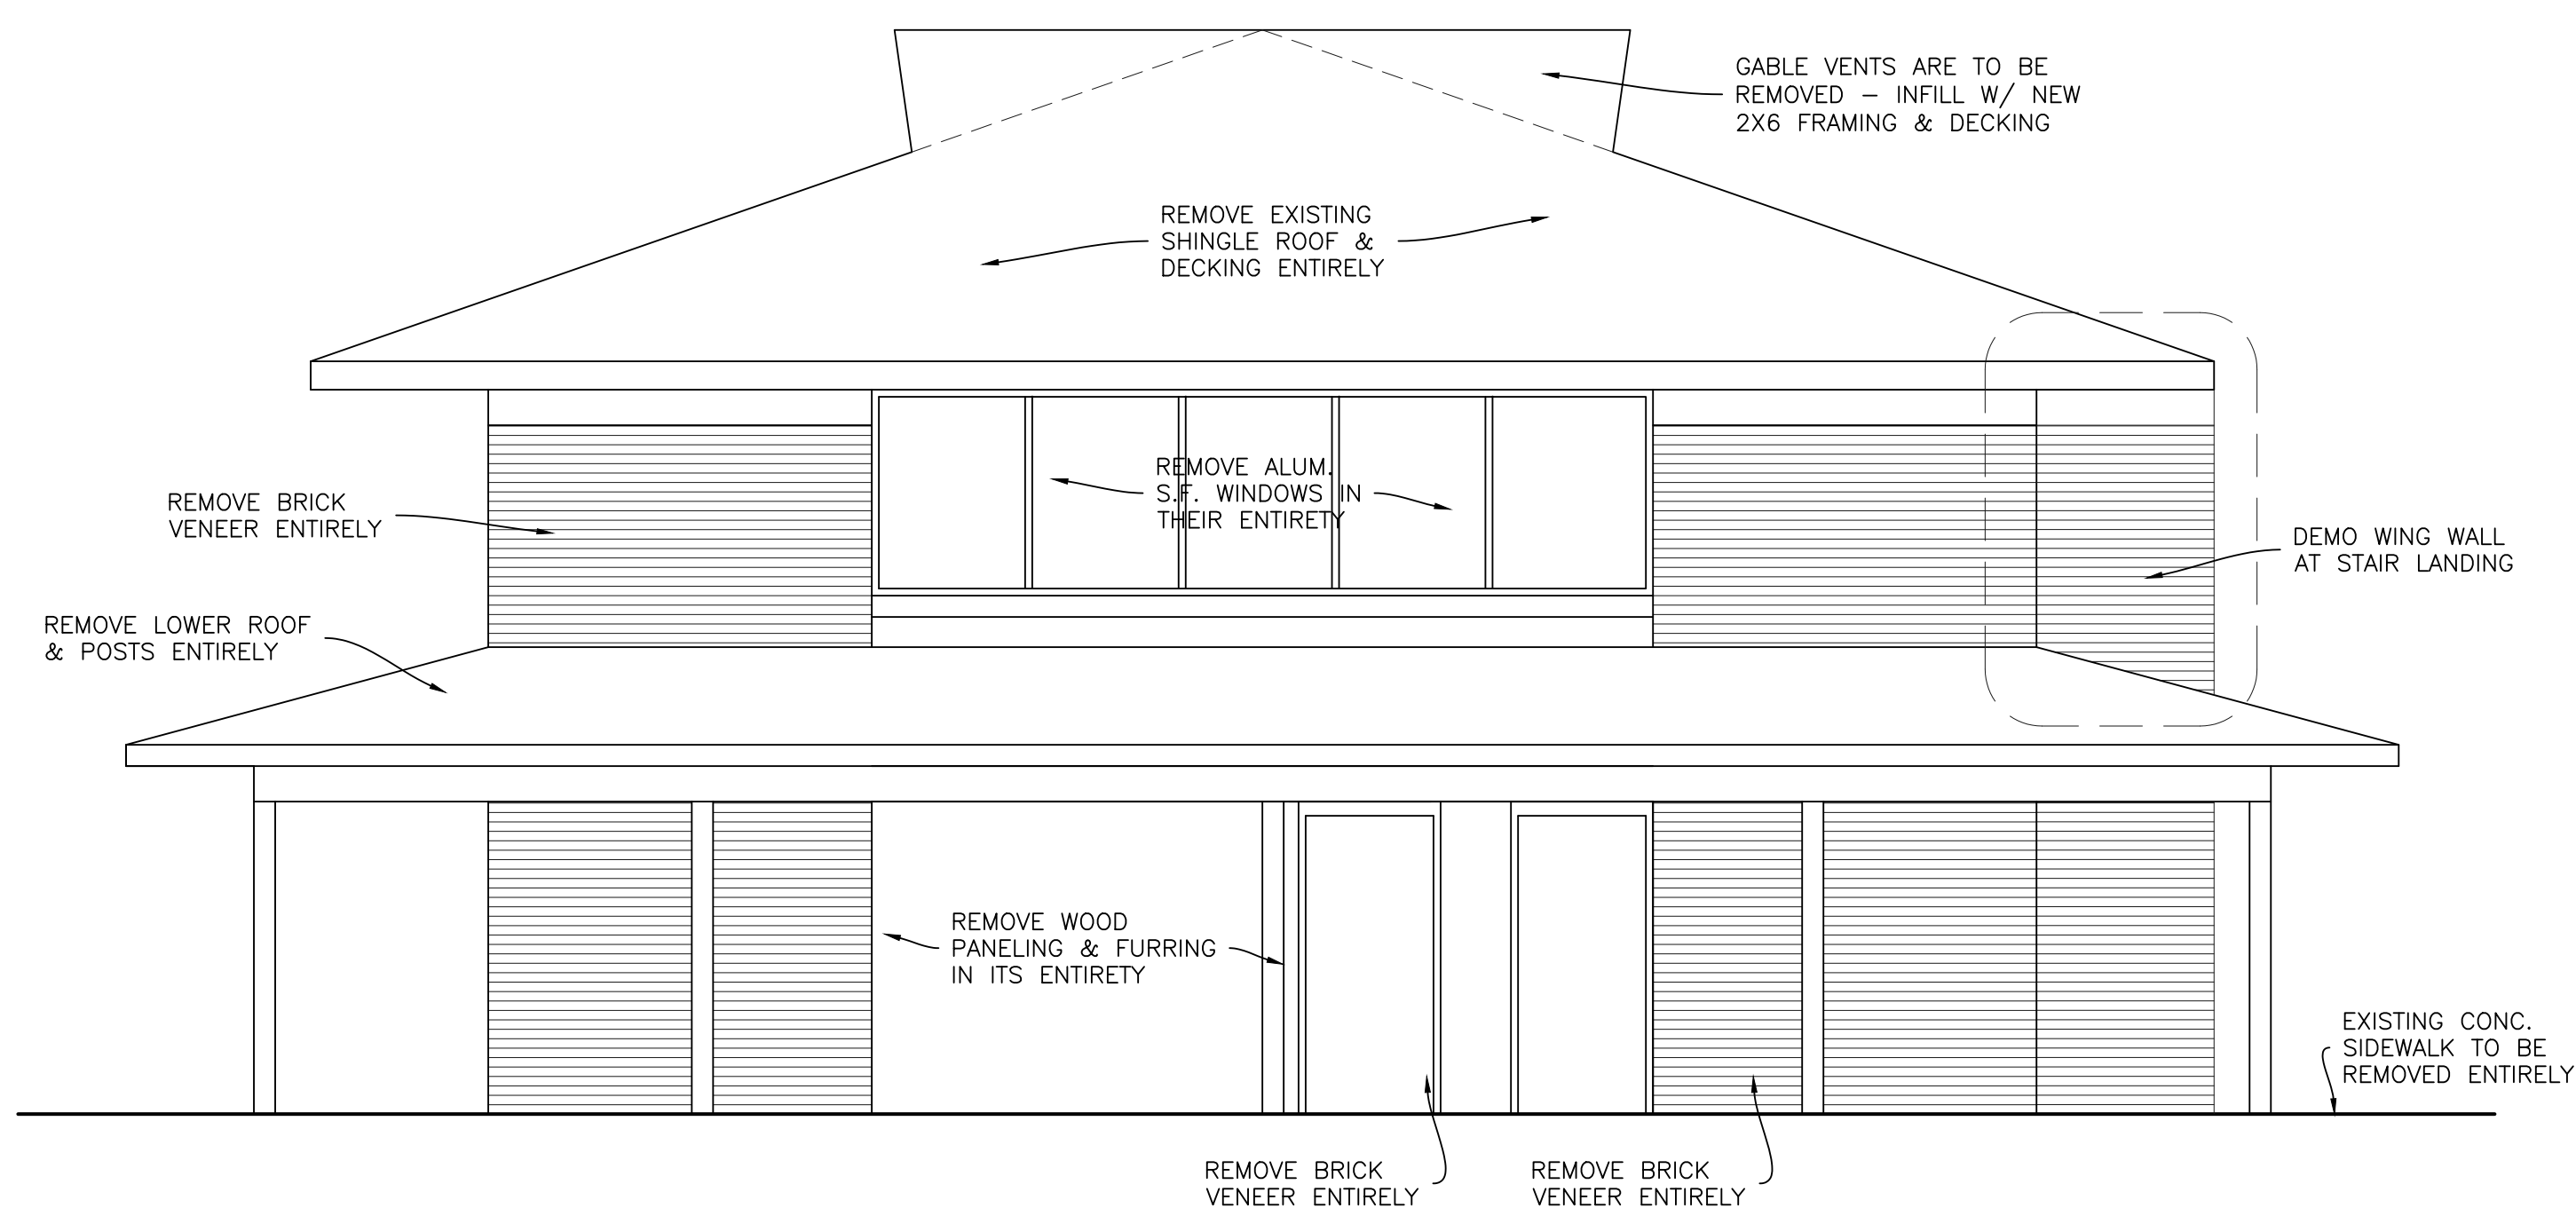 GABLE VENTS ARE TO BE
REMOVED – INFILL W/ NEW
2X6 FRAMING & DECKING
REMOVE EXISTING
SHINGLE ROOF &
DECKING ENTIRELY
REMOVE ALUM.
S.F. WINDOWS IN
THEIR ENTIRETY
REMOVE BRICK
VENEER ENTIRELY
DEMO WING WALL
AT STAIR LANDING
REMOVE LOWER ROOF
& POSTS ENTIRELY
REMOVE WOOD
PANELING & FURRING
IN ITS ENTIRETY
EXISTING CONC.
SIDEWALK TO BE
REMOVED ENTIRELY
REMOVE BRICK
VENEER ENTIRELY
REMOVE BRICK
VENEER ENTIRELY